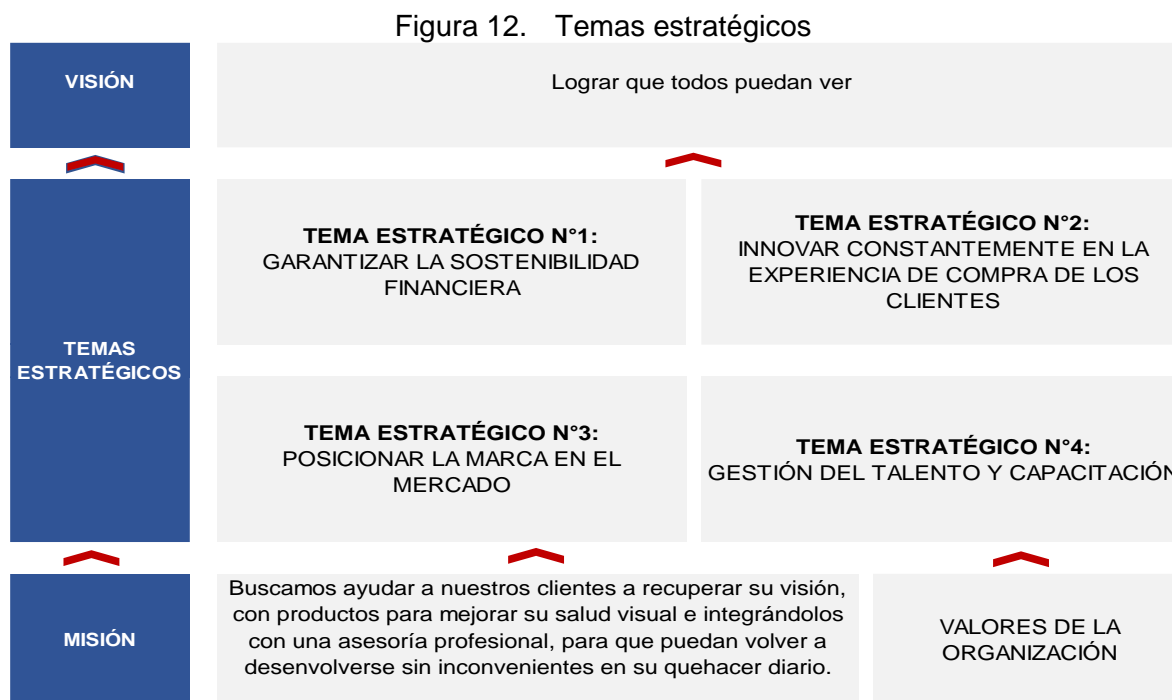 Figura 12. Temas estratégicos
VISIÓN
Lograr que todos puedan ver
TEMAS
ESTRATÉGICOS
TEMA ESTRATÉGICO N°1:
GARANTIZAR LA SOSTENIBILIDAD
FINANCIERA
TEMA ESTRATÉGICO N°2:
INNOVAR CONSTANTEMENTE EN LA
EXPERIENCIA DE COMPRA DE LOS
CLIENTES
TEMA ESTRATÉGICO N°3:
POSICIONAR LA MARCA EN EL
MERCADO
TEMA ESTRATÉGICO N°4:
GESTIÓN DEL TALENTO Y CAPACITACIÓN
MISIÓN
Buscamos ayudar a nuestros clientes a recuperar su visión,
con productos para mejorar su salud visual e integrándolos
con una asesoría profesional, para que puedan volver a
desenvolverse sin inconvenientes en su quehacer diario.
VALORES DE LA
ORGANIZACIÓN